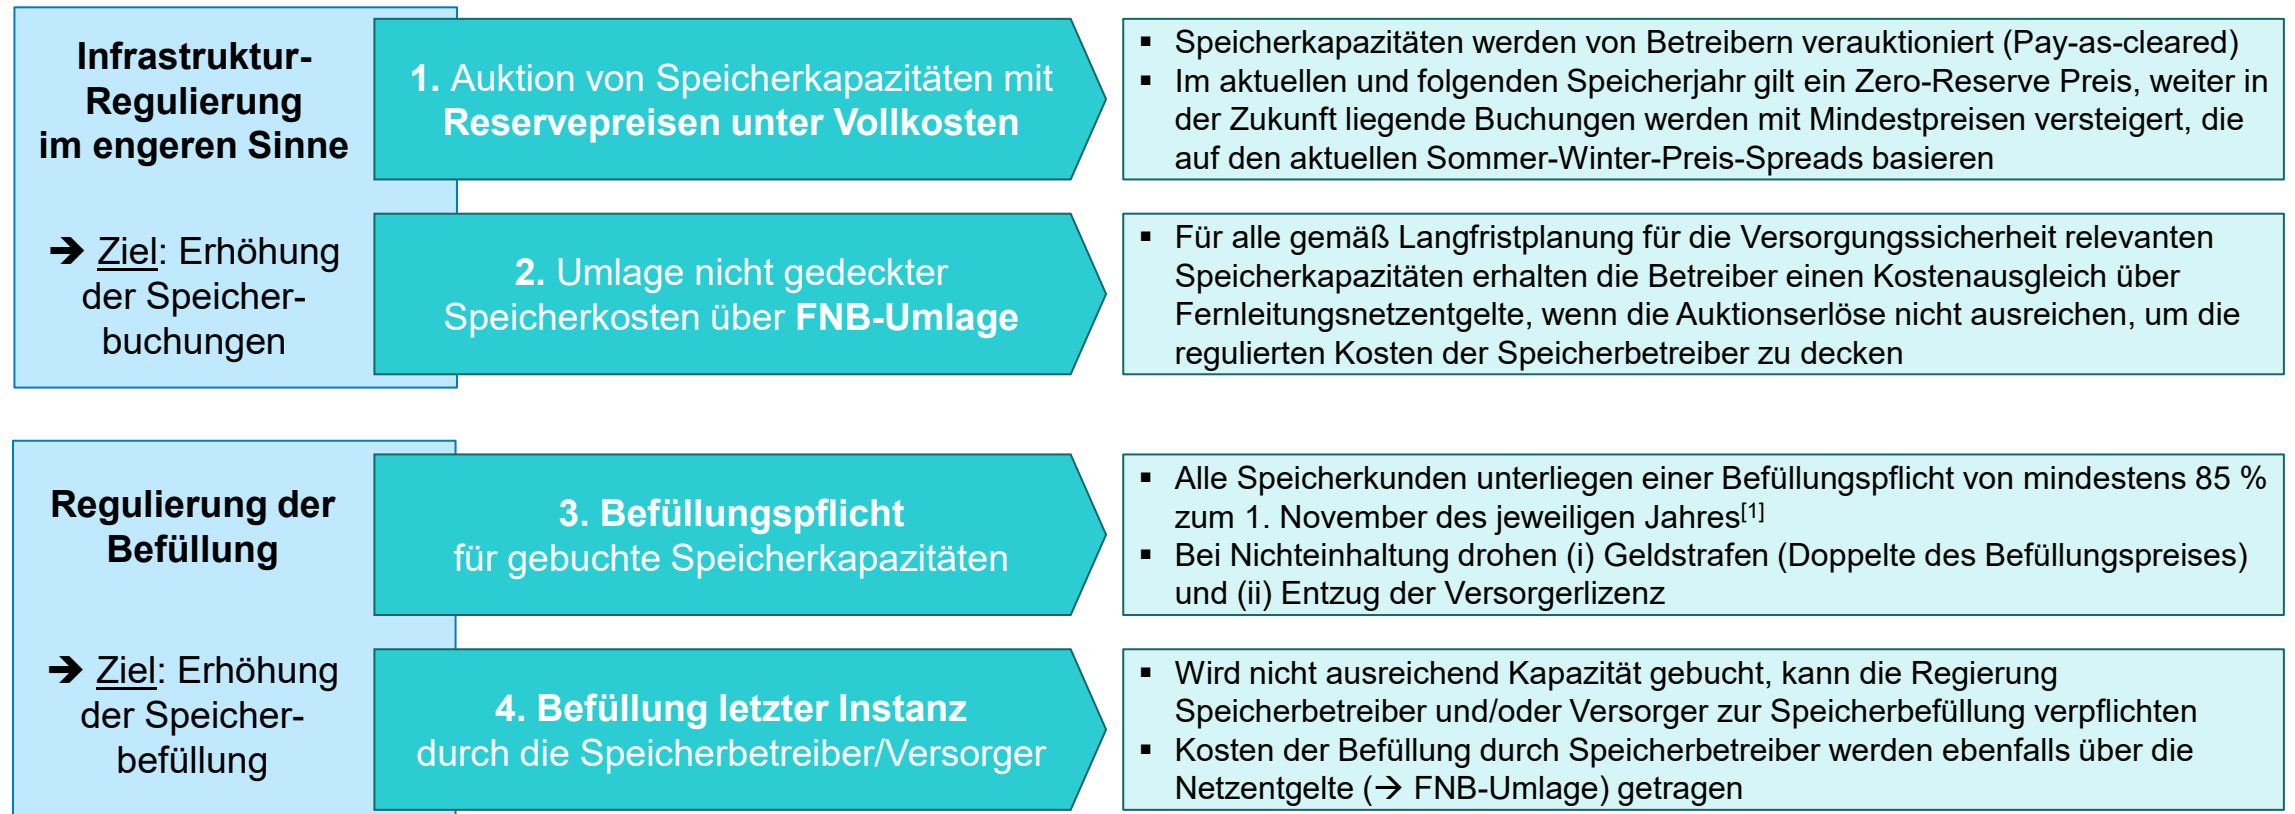 Infrastruktur-
Regulierung
im engeren Sinne
➔ Ziel: Erhöhung
der Speicher-
buchungen
1. Auktion von Speicherkapazitäten mit
Reservepreisen unter Vollkosten
▪ Speicherkapazitäten werden von Betreibern verauktioniert (Pay-as-cleared)
▪ Im aktuellen und folgenden Speicherjahr gilt ein Zero-Reserve Preis, weiter in
der Zukunft liegende Buchungen werden mit Mindestpreisen versteigert, die
auf den aktuellen Sommer-Winter-Preis-Spreads basieren
2. Umlage nicht gedeckter
Speicherkosten über FNB-Umlage
▪ Für alle gemäß Langfristplanung für die Versorgungssicherheit relevanten
Speicherkapazitäten erhalten die Betreiber einen Kostenausgleich über
Fernleitungsnetzentgelte, wenn die Auktionserlöse nicht ausreichen, um die
regulierten Kosten der Speicherbetreiber zu decken
Regulierung der
Befüllung
➔ Ziel: Erhöhung
der Speicher-
befüllung
3. Befüllungspflicht
für gebuchte Speicherkapazitäten
▪ Alle Speicherkunden unterliegen einer Befüllungspflicht von mindestens 85 %
zum 1. November des jeweiligen Jahres[1]
▪ Bei Nichteinhaltung drohen (i) Geldstrafen (Doppelte des Befüllungspreises)
und (ii) Entzug der Versorgerlizenz
4. Befüllung letzter Instanz
durch die Speicherbetreiber/Versorger
▪ Wird nicht ausreichend Kapazität gebucht, kann die Regierung
Speicherbetreiber und/oder Versorger zur Speicherbefüllung verpflichten
▪ Kosten der Befüllung durch Speicherbetreiber werden ebenfalls über die
Netzentgelte (→ FNB-Umlage) getragen